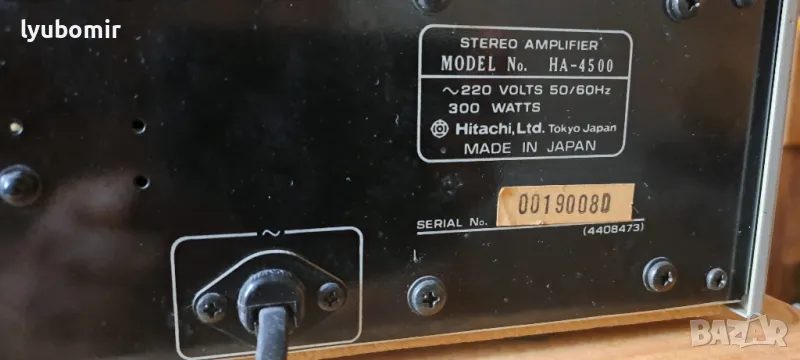 lyubomir
STEREO AMPLIFIER
MODEL No. HA-4500
~220 VOLTS 50/60Hz
300 WATTS
Hitachi, Ltd. Tokyo Japan
MADE IN JAPAN
SERIAL No. 0019008D
(4408473)
~
BAZAR